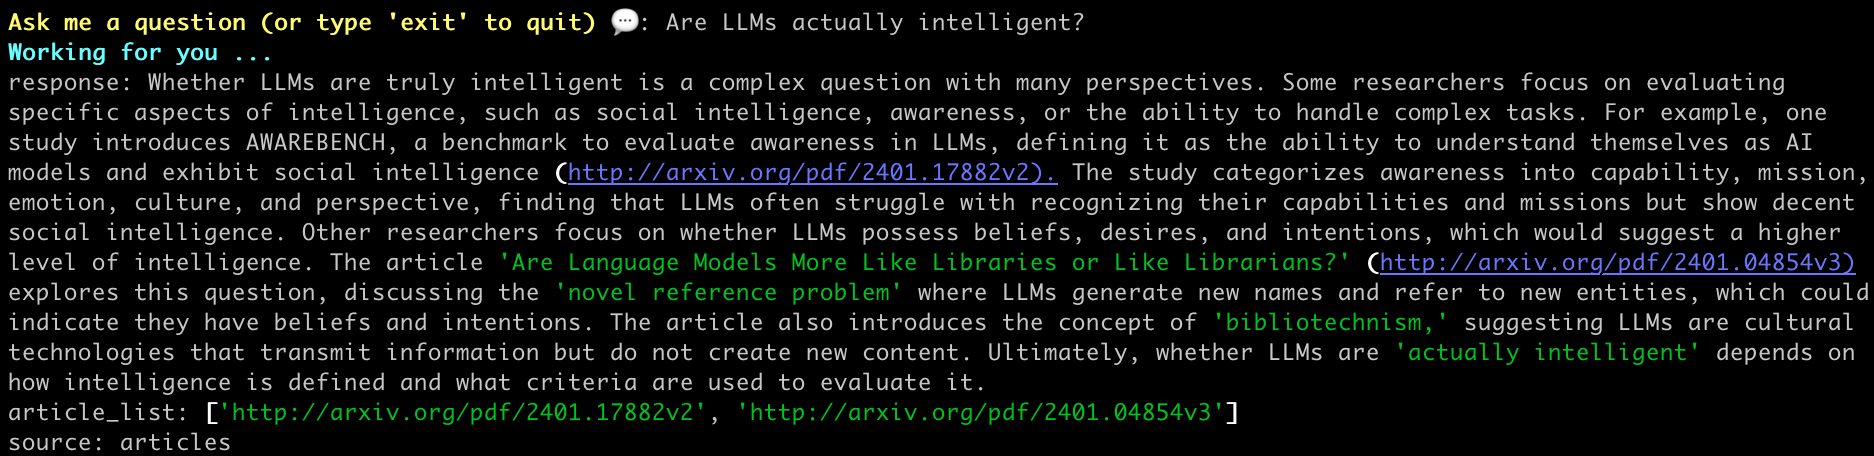 Ask me a question (or type 'exit' to quit) 💬: Are LLMs actually intelligent?
Working for you ...
response: Whether LLMs are truly intelligent is a complex question with many perspectives. Some researchers focus on evaluating
specific aspects of intelligence, such as social intelligence, awareness, or the ability to handle complex tasks. For example, one
study introduces AWAREBENCH, a benchmark to evaluate awareness in LLMs, defining it as the ability to understand themselves as AI
models and exhibit social intelligence (http://arxiv.org/pdf/2401.17882v2). The study categorizes awareness into capability, mission,
emotion, culture, and perspective, finding that LLMs often struggle with recognizing their capabilities and missions but show decent
social intelligence. Other researchers focus on whether LLMs possess beliefs, desires, and intentions, which would suggest a higher
level of intelligence. The article 'Are Language Models More Like Libraries or Like Librarians?' (http://arxiv.org/pdf/2401.04854v3)
explores this question, discussing the 'novel reference problem' where LLMs generate new names and refer to new entities, which could
indicate they have beliefs and intentions. The article also introduces the concept of 'bibliotechnism,' suggesting LLMs are cultural
technologies that transmit information but do not create new content. Ultimately, whether LLMs are 'actually intelligent' depends on
how intelligence is defined and what criteria are used to evaluate it.
article_list: ['http://arxiv.org/pdf/2401.17882v2', 'http://arxiv.org/pdf/2401.04854v3']
source: articles